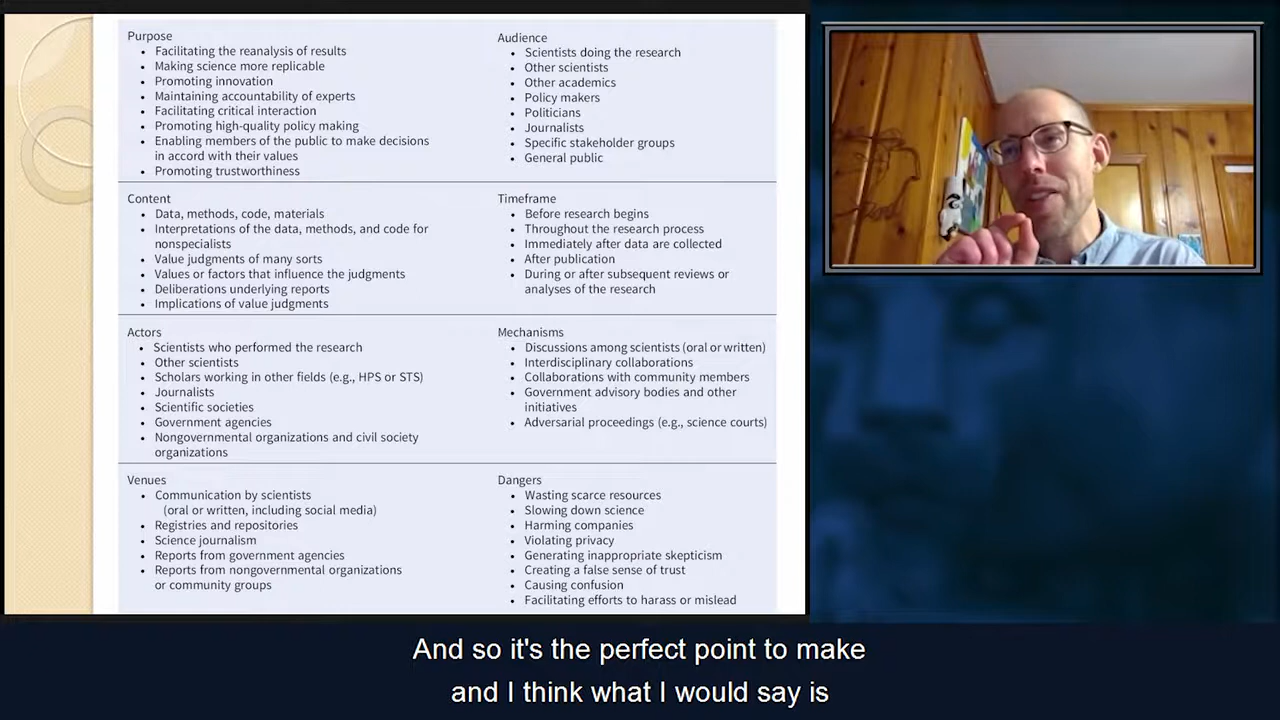 Purpose
• Facilitating the reanalysis of results
• Making science more replicable
• Promoting innovation
• Maintaining accountability of experts
• Facilitating critical interaction
• Promoting high-quality policy making
• Enabling members of the public to make decisions
in accord with their values
• Promoting trustworthiness
Audience
• Scientists doing the research
• Other scientists
• Other academics
• Policy makers
• Politicians
• Journalists
• Specific stakeholder groups
• General public
Content
• Data, methods, code, materials
• Interpretations of the data, methods, and code for
nonspecialists
• Value judgments of many sorts
• Values or factors that influence the judgments
• Deliberations underlying reports
• Implications of value judgments
Timeframe
• Before research begins
• Throughout the research process
• Immediately after data are collected
• After publication
• During or after subsequent reviews or
analyses of the research
Actors
• Scientists who performed the research
• Other scientists
• Scholars working in other fields (e.g., HPS or STS)
• Journalists
• Scientific societies
• Government agencies
• Nongovernmental organizations and civil society
organizations
Mechanisms
• Discussions among scientists (oral or written)
• Interdisciplinary collaborations
• Collaborations with community members
• Government advisory bodies and other
initiatives
• Adversarial proceedings (e.g., science courts)
Venues
• Communication by scientists
(oral or written, including social media)
• Registries and repositories
• Science journalism
• Reports from government agencies
• Reports from nongovernmental organizations
or community groups
Dangers
• Wasting scarce resources
• Slowing down science
• Harming companies
• Violating privacy
• Generating inappropriate skepticism
• Creating a false sense of trust
• Causing confusion
• Facilitating efforts to harass or mislead
And so it's the perfect point to make
and I think what I would say is